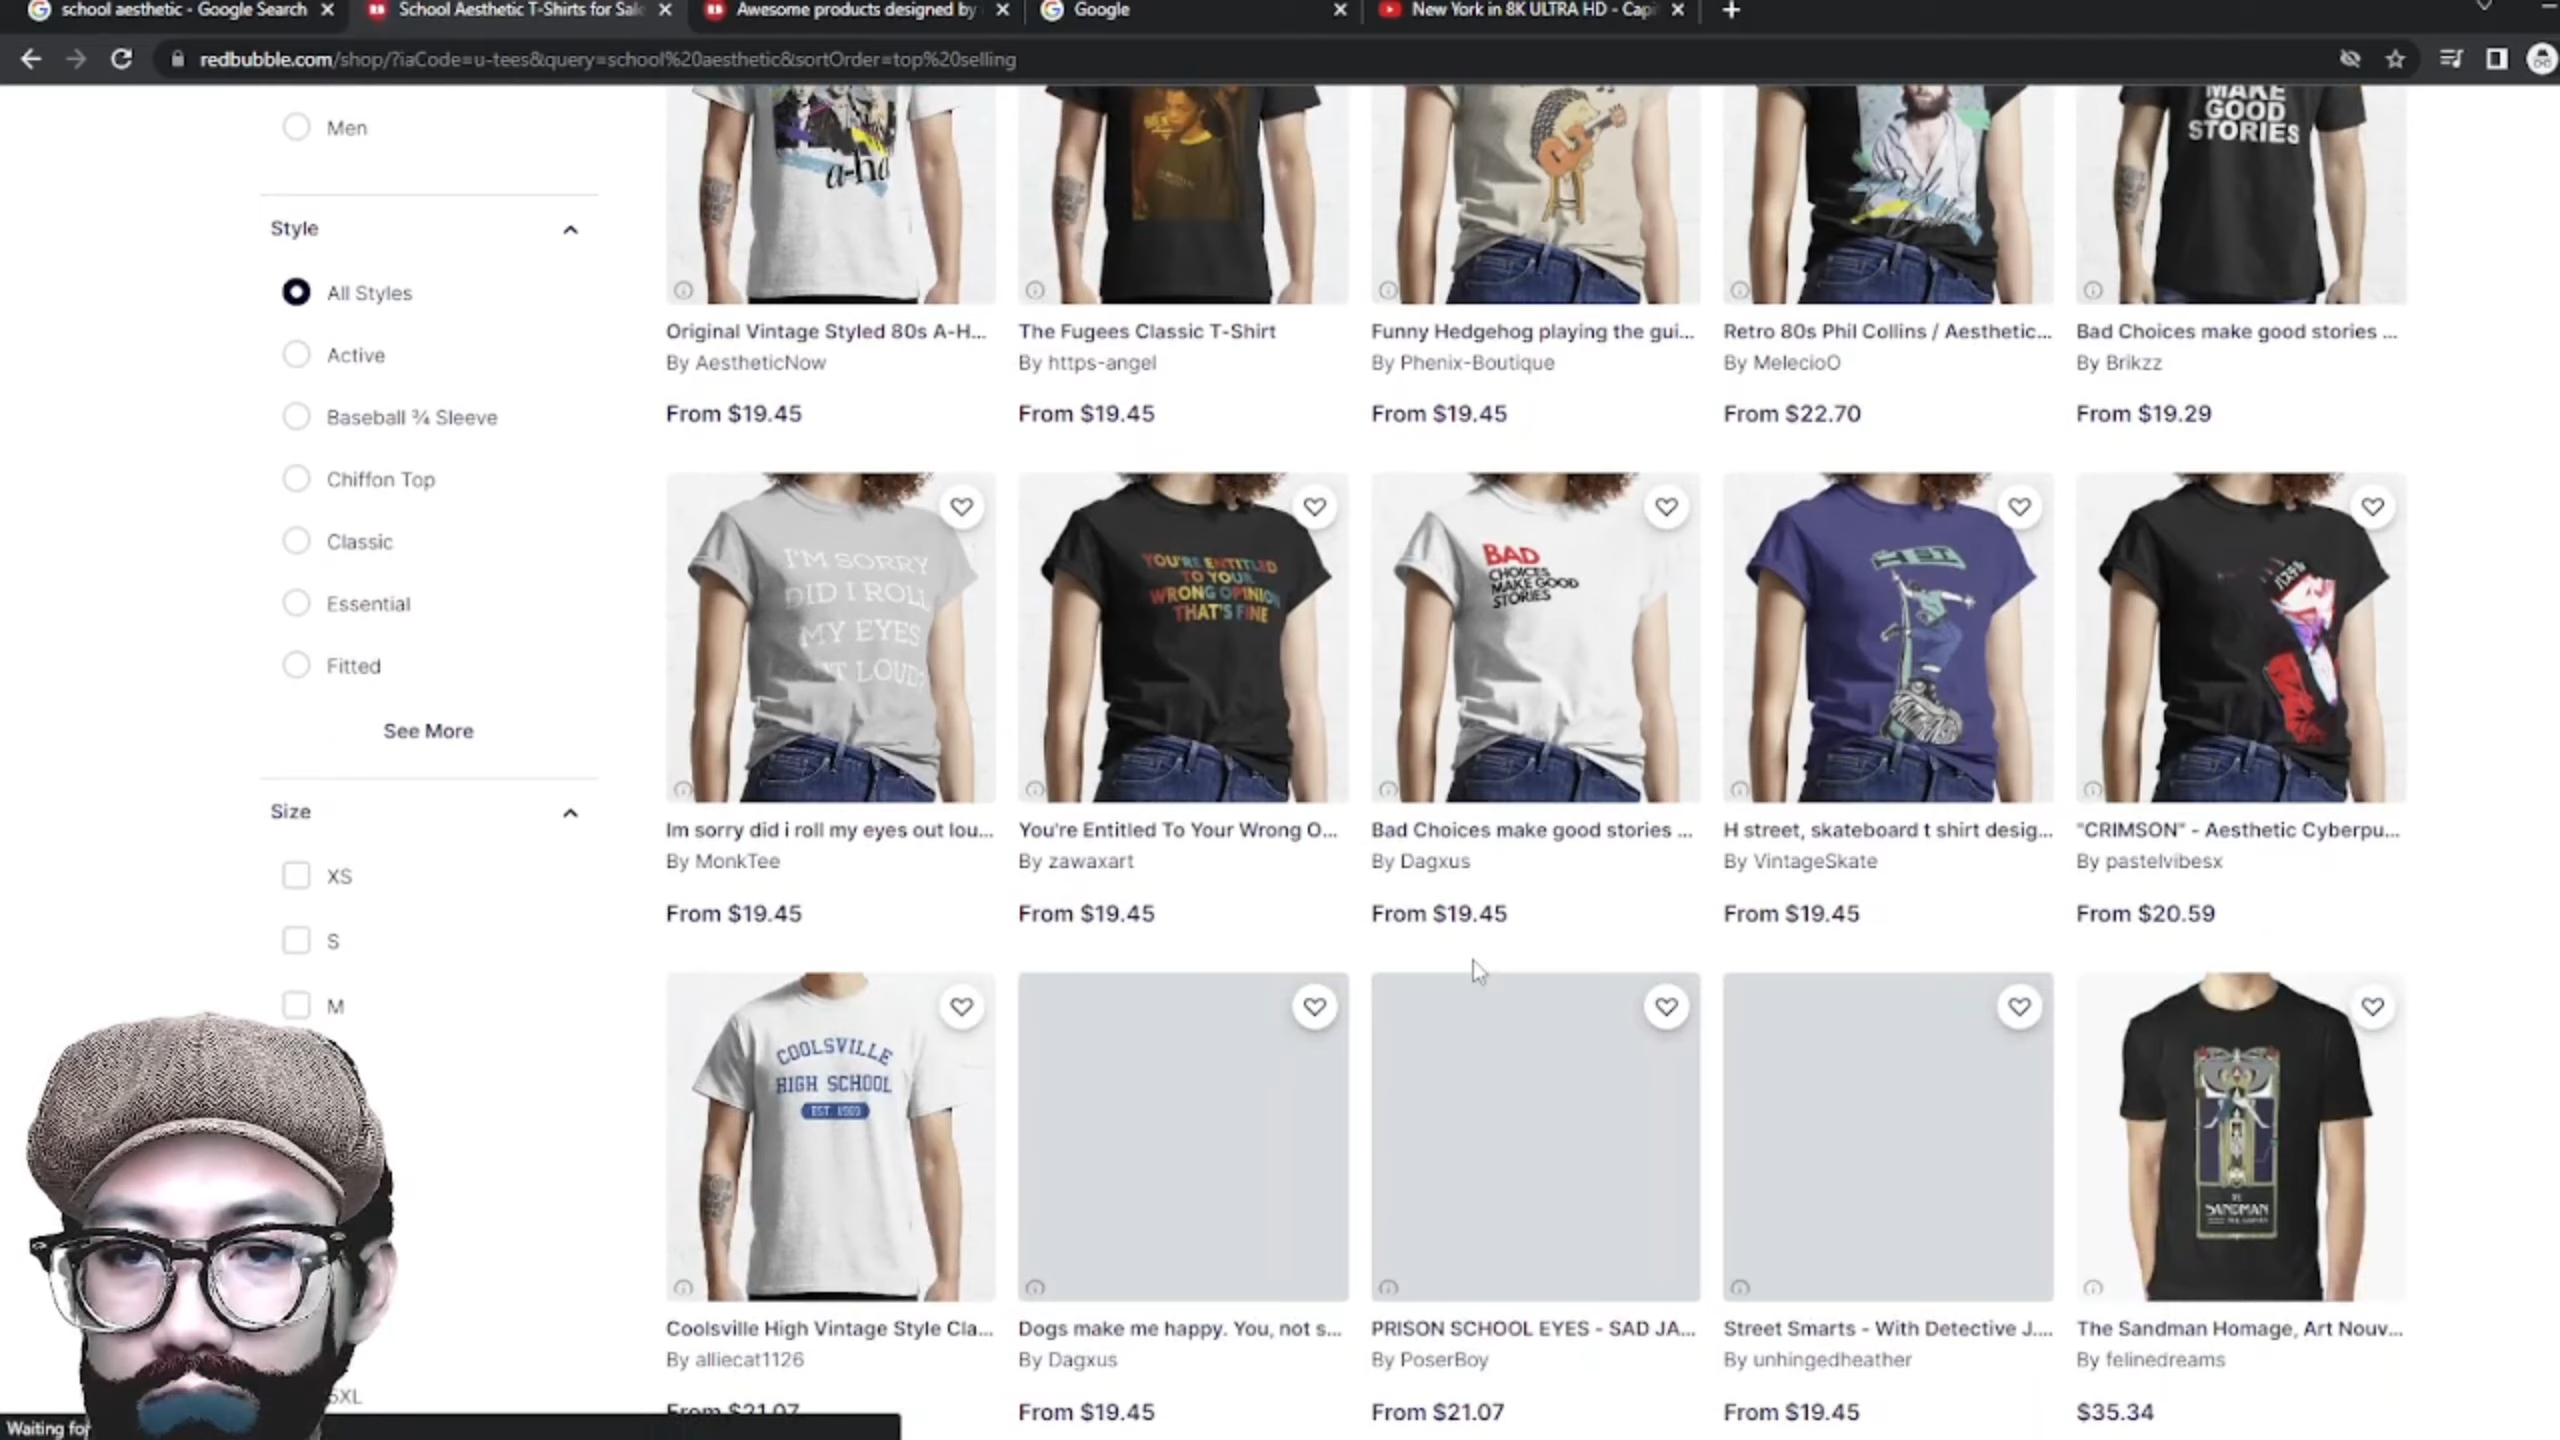 school aesthetic - Google Search
School Aesthetic T-Shirts for Sale
Awesome products designed by
Google
New York in 8K ULTRA HD - Capi
redbubble.com/shop/?iaCode=u-tees&query=school%20aesthetic&sortOrder=top%20selling
Men
Style
All Styles
Active
Baseball ¾ Sleeve
Chiffon Top
Classic
Essential
Fitted
See More
Size
XS
S
M
Waiting for
a-ha
MAKE
GOOD
STORIES
Original Vintage Styled 80s A-H...
By AestheticNow
From $19.45
The Fugees Classic T-Shirt
By https-angel
From $19.45
Funny Hedgehog playing the gui...
By Phenix-Boutique
From $19.45
Retro 80s Phil Collins / Aesthetic...
By MelecioO
From $22.70
Bad Choices make good stories ...
By Brikzz
From $19.29
I'M SORRY
DID I ROLL
MY EYES
LOUD?
Im sorry did i roll my eyes out lou...
By MonkTee
From $19.45
YOU'RE ENTITLED
TO YOUR
WRONG OPINION
THAT'S FINE
You're Entitled To Your Wrong O...
By zawaxart
From $19.45
BAD
CHOICES
MAKE GOOD
STORIES
Bad Choices make good stories ...
By Dagxus
From $19.45
H street, skateboard t shirt desig...
By VintageSkate
From $19.45
"CRIMSON" - Aesthetic Cyberpu...
By pastelvibesx
From $20.59
COOLSVILLE
HIGH SCHOOL
EST. 1969
Coolsville High Vintage Style Cla...
By alliecat1126
From $21.07
Dogs make me happy. You, not s...
By Dagxus
From $19.45
PRISON SCHOOL EYES - SAD JA...
By PoserBoy
From $21.07
Street Smarts - With Detective J....
By unhingedheather
From $19.45
SANDMAN
The Sandman Homage, Art Nouv...
By felinedreams
$35.34